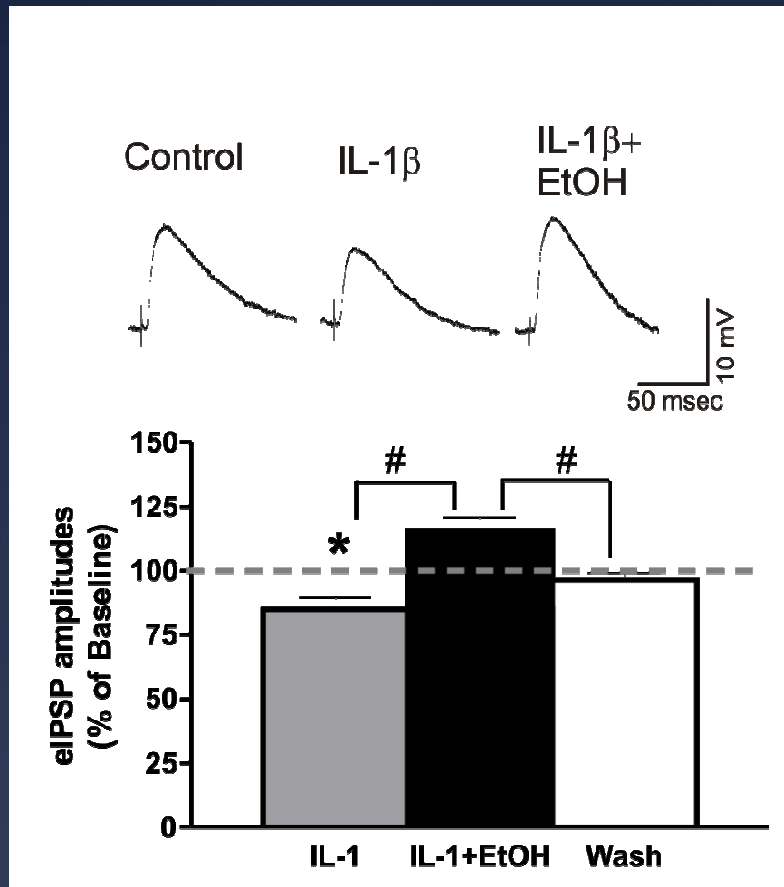 Control
IL-1β
IL-1β+
EtOH
10 mV
50 msec
eIPSP amplitudes
(% of Baseline)
150
125
100
75
50
25
0
#
#
*
IL-1
IL-1+EtOH
Wash